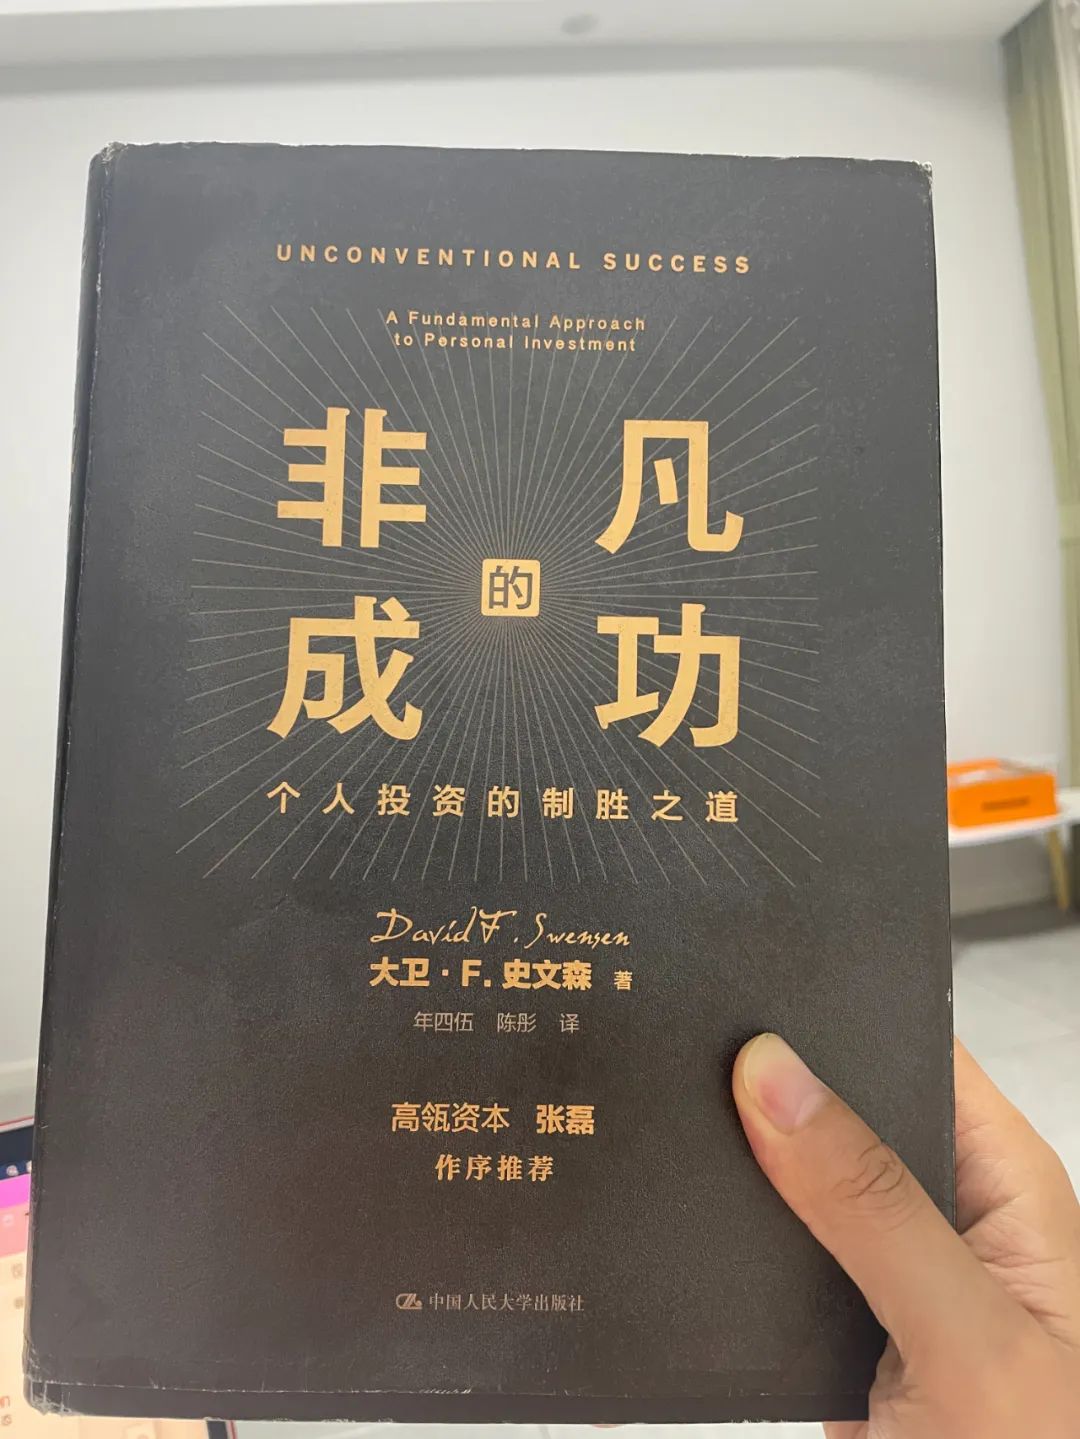 UNCONVENTIONAL SUCCESS
A Fundamental Approach
to Personal Investment
非凡
的
成功
个人投资的制胜之道
David F. Swensen
大卫·F. 史文森 著
年四伍 陈彤 译
高瓴资本 张磊
作序推荐
中国人民大学出版社